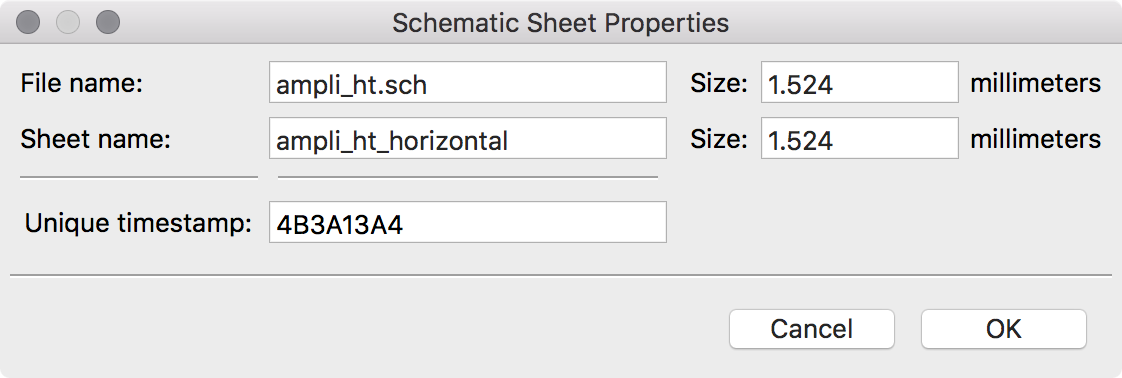 Schematic Sheet Properties
File name: ampli_ht.sch Size: 1.524 millimeters
Sheet name: ampli_ht_horizontal Size: 1.524 millimeters
Unique timestamp: 4B3A13A4
Cancel OK